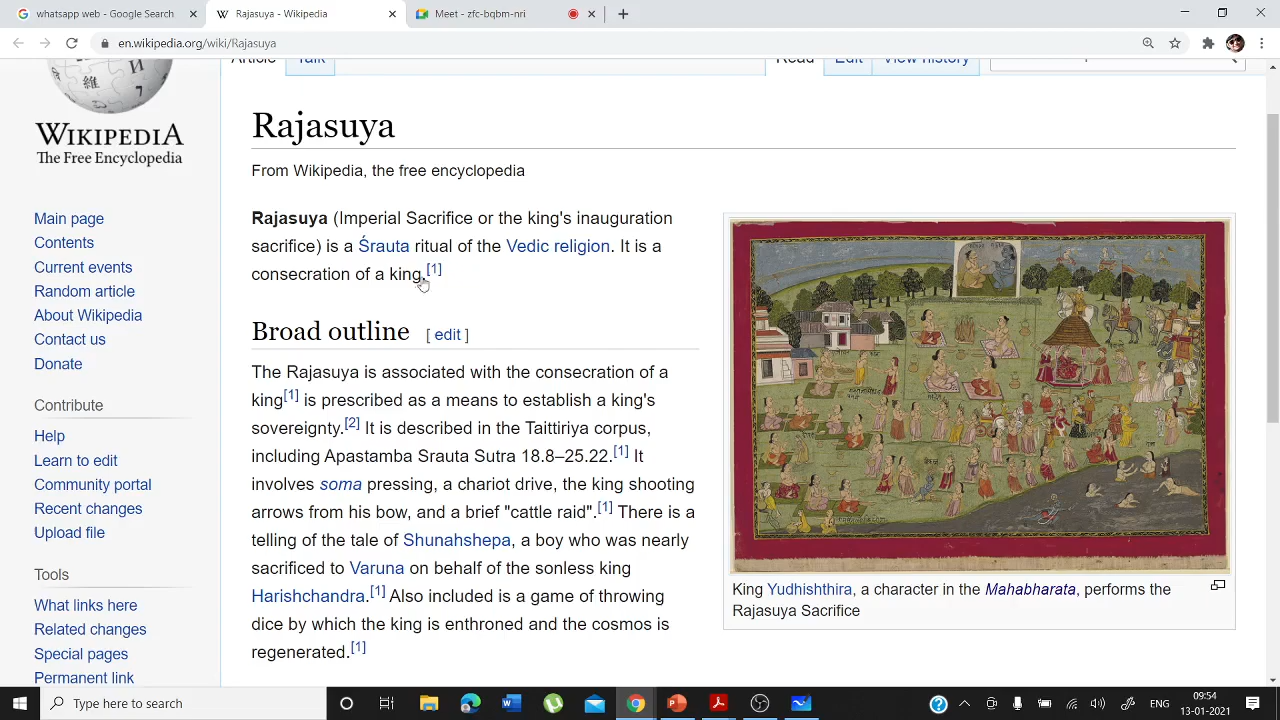 whatsapp web - Google Search
Rajasuya - Wikipedia
Meet - zfc-bqbm-nri
en.wikipedia.org/wiki/Rajasuya
Article
Talk
Read
Edit
View history
WIKIPEDIA
The Free Encyclopedia
Main page
Contents
Current events
Random article
About Wikipedia
Contact us
Donate
Contribute
Help
Learn to edit
Community portal
Recent changes
Upload file
Tools
What links here
Related changes
Special pages
Permanent link
Rajasuya
From Wikipedia, the free encyclopedia
Rajasuya (Imperial Sacrifice or the king's inauguration
sacrifice) is a Śrauta ritual of the Vedic religion. It is a
consecration of a king.[1]
Broad outline [ edit ]
The Rajasuya is associated with the consecration of a
king[1] is prescribed as a means to establish a king's
sovereignty.[2] It is described in the Taittiriya corpus,
including Apastamba Srauta Sutra 18.8–25.22.[1] It
involves soma pressing, a chariot drive, the king shooting
arrows from his bow, and a brief "cattle raid".[1] There is a
telling of the tale of Shunahshepa, a boy who was nearly
sacrificed to Varuna on behalf of the sonless king
Harishchandra.[1] Also included is a game of throwing
dice by which the king is enthroned and the cosmos is
regenerated.[1]
King Yudhishthira, a character in the Mahabharata, performs the
Rajasuya Sacrifice
Type here to search
ENG
09:54
13-01-2021